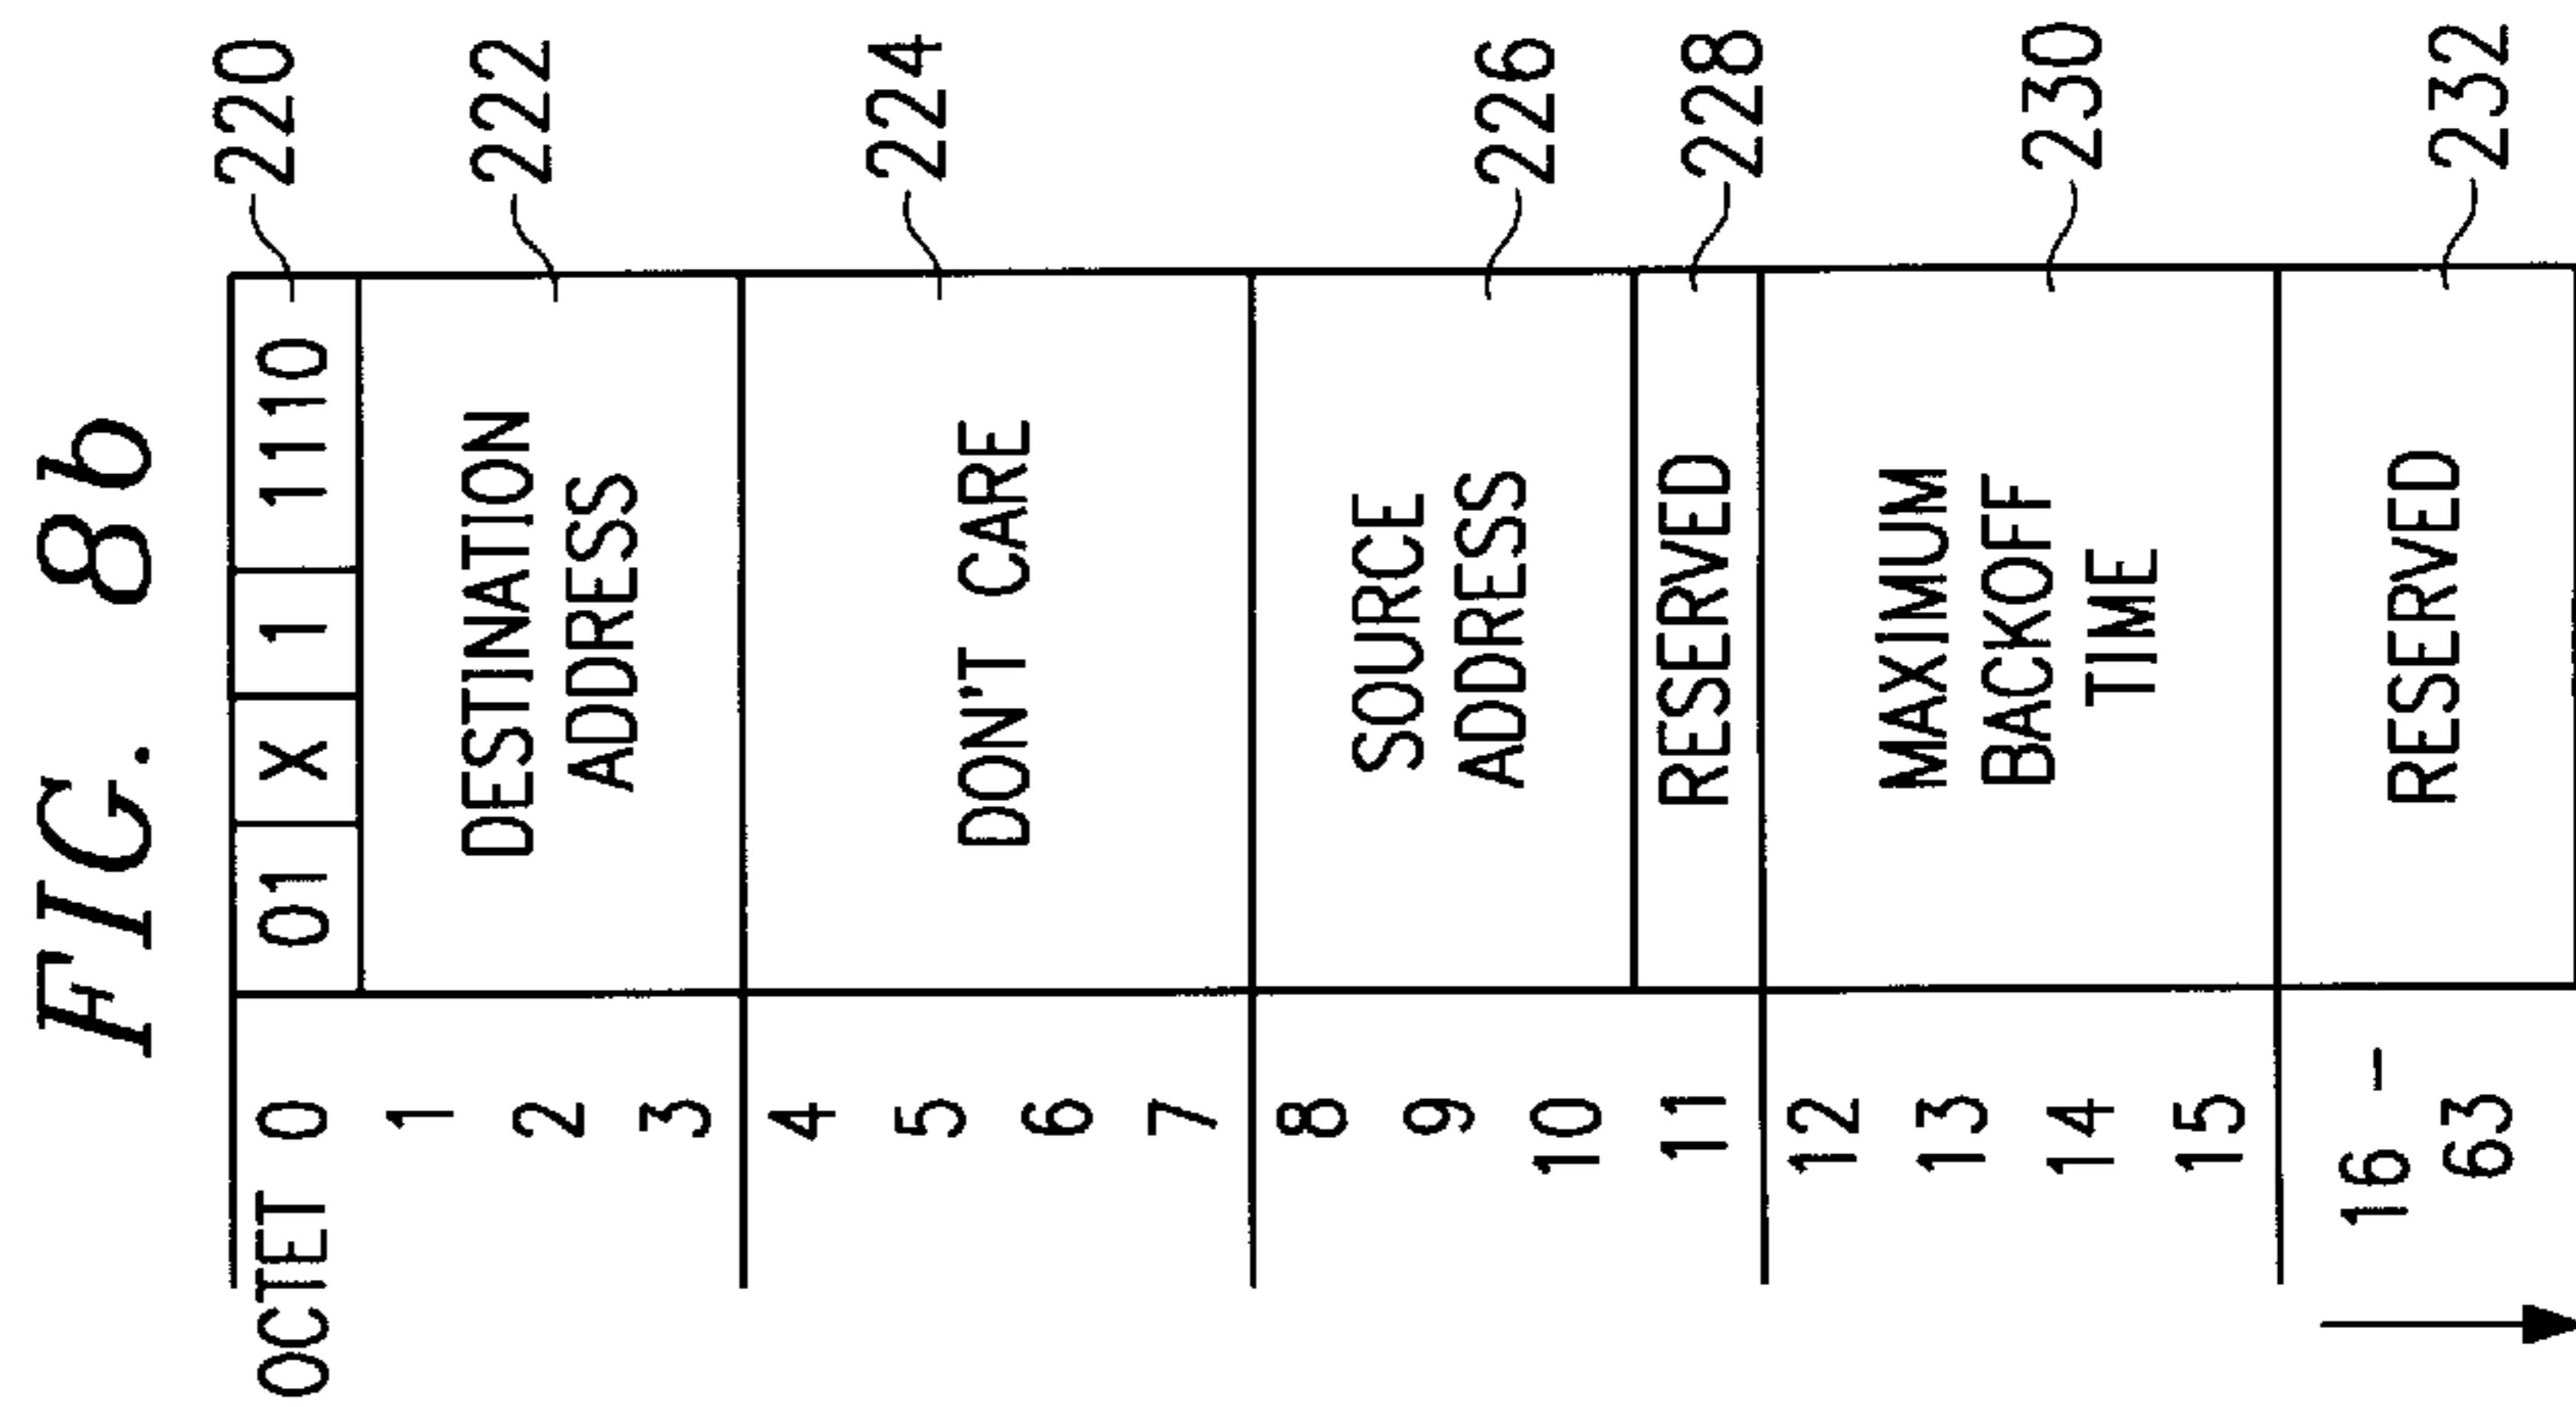 FIG. 8b
OCTET 0 01 X 1 1110 220
1
2 DESTINATION 222
ADDRESS
3
4
5 DON'T CARE 224
6
7
8 SOURCE
9 ADDRESS 226
10
11 RESERVED 228
12
13 MAXIMUM
14 BACKOFF 230
15 TIME
16 - RESERVED 232
63